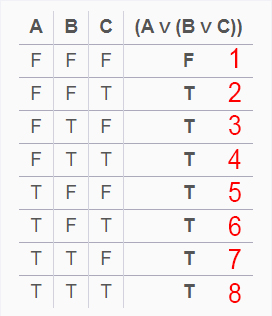 A B C (A ∨ (B ∨ C))
F F F F 1
F F T T 2
F T F T 3
F T T T 4
T F F T 5
T F T T 6
T T F T 7
T T T T 8